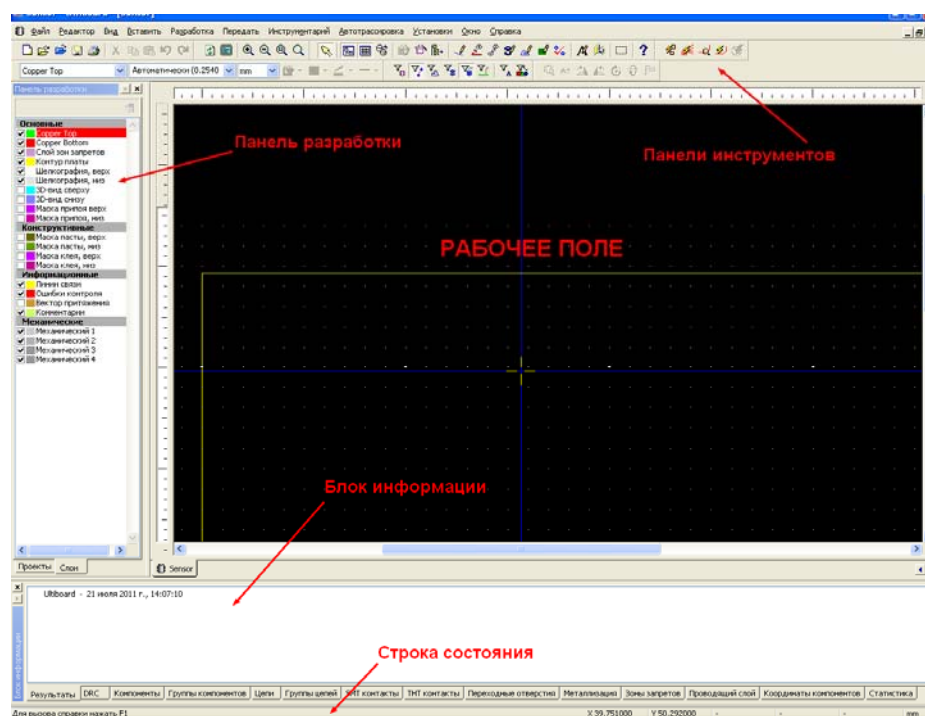 Файл Редактор Вид Вставить Разработка Передать Инструментарий Автотрассировка Установки Окно Справка
Copper Top Автоматически (0.2540 mm
Панель разработки
Основные
Copper Top
Copper Bottom
Слой зон запретов
Контур платы
Шелкография, верх
Шелкография, низ
3D-вид сверху
3D-вид снизу
Маска припоя верх
Маска припоя, низ
Конструктивные
Маска пасты, верх
Маска пасты, низ
Маска клея, верх
Маска клея, низ
Информационные
Линии связи
Ошибки контроля
Вектор притяжения
Комментарии
Механические
Механический 1
Механический 2
Механический 3
Механический 4
Проекты Слои
Панель разработки
Панели инструментов
РАБОЧЕЕ ПОЛЕ
Блок информации
Sensor
Ultiboard - 21 июля 2011 г., 14:07:10
Строка состояния
Блок информации
Результаты DRC Компоненты Группы компонентов Цепи Группы цепей SMT контакты THT контакты Переходные отверстия Металлизация Зоны запретов Проводящий слой Координаты компонентов Статистика
Для вызова справки нажать F1 X 39.751000 Y 50.292000 mm